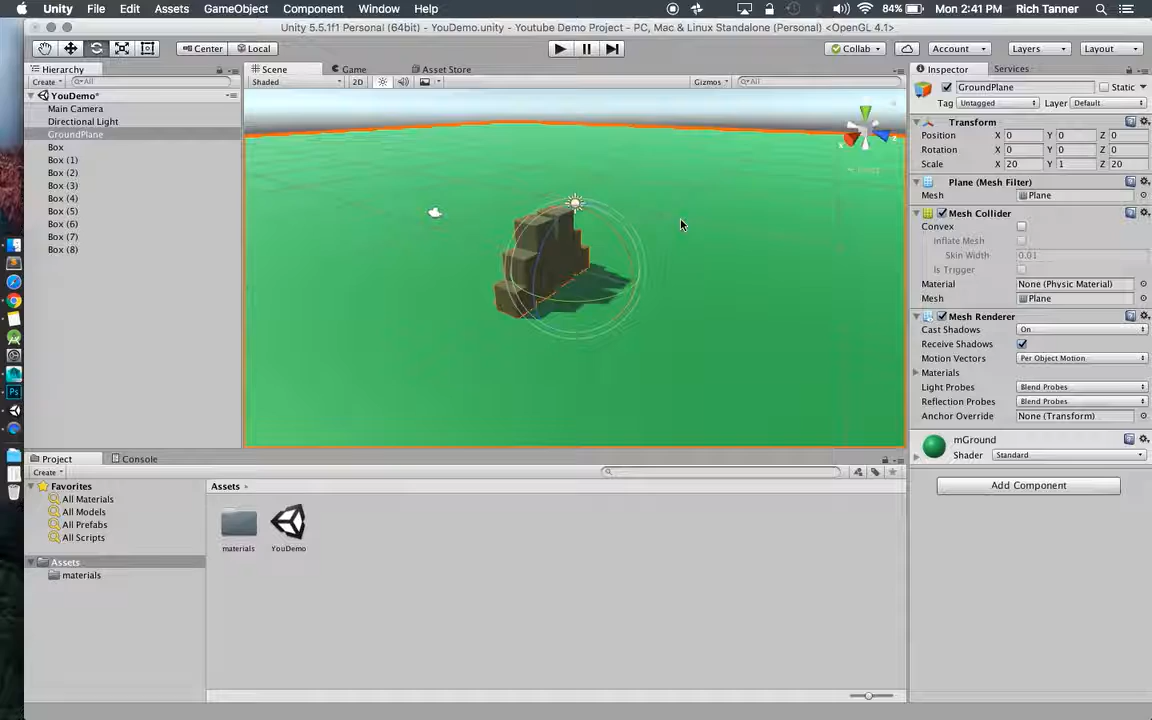 Unity File Edit Assets GameObject Component Window Help 84% Mon 2:41 PM Rich Tanner
Unity 5.5.1f1 Personal (64bit) - YouDemo.unity - Youtube Demo Project - PC, Mac & Linux Standalone (Personal) <OpenGL 4.1>
Center Local Collab Account Layers Layout
Hierarchy
Create All
YouDemo*
Main Camera
Directional Light
GroundPlane
Box
Box (1)
Box (2)
Box (3)
Box (4)
Box (5)
Box (6)
Box (7)
Box (8)
Scene Game Asset Store
Shaded 2D Gizmos All
Inspector Services
GroundPlane Static
Tag Untagged Layer Default
Transform
Position X 0 Y 0 Z 0
Rotation X 0 Y 0 Z 0
Scale X 20 Y 1 Z 20
Plane (Mesh Filter)
Mesh Plane
Mesh Collider
Convex
Inflate Mesh
Skin Width 0.01
Is Trigger
Material None (Physic Material)
Mesh Plane
Mesh Renderer
Cast Shadows On
Receive Shadows
Motion Vectors Per Object Motion
Materials
Light Probes Blend Probes
Reflection Probes Blend Probes
Anchor Override None (Transform)
mGround
Shader Standard
Add Component
Project Console
Create
Favorites
All Materials
All Models
All Prefabs
All Scripts
Assets
materials
Assets
materials YouDemo